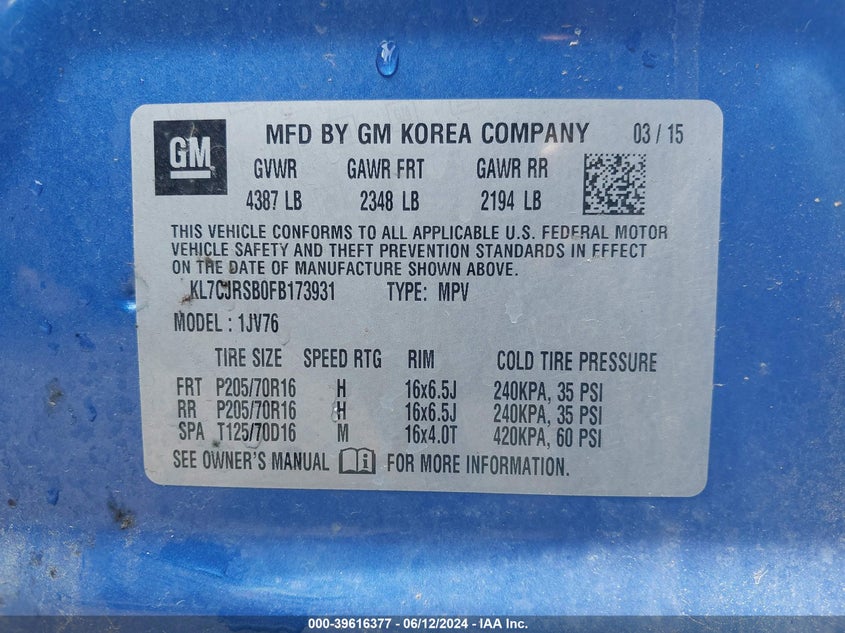 GM
MFD BY GM KOREA COMPANY 03 / 15
GVWR GAWR FRT GAWR RR
4387 LB 2348 LB 2194 LB
THIS VEHICLE CONFORMS TO ALL APPLICABLE U.S. FEDERAL MOTOR
VEHICLE SAFETY AND THEFT PREVENTION STANDARDS IN EFFECT
ON THE DATE OF MANUFACTURE SHOWN ABOVE.
KL7CJRSB0FB173931 TYPE: MPV
MODEL : 1JV76
TIRE SIZE SPEED RTG RIM COLD TIRE PRESSURE
FRT P205/70R16 H 16x6.5J 240KPA, 35 PSI
RR P205/70R16 H 16x6.5J 240KPA, 35 PSI
SPA T125/70D16 M 16x4.0T 420KPA, 60 PSI
SEE OWNER'S MANUAL i FOR MORE INFORMATION.
000-39616377 - 06/12/2024 - IAA Inc.